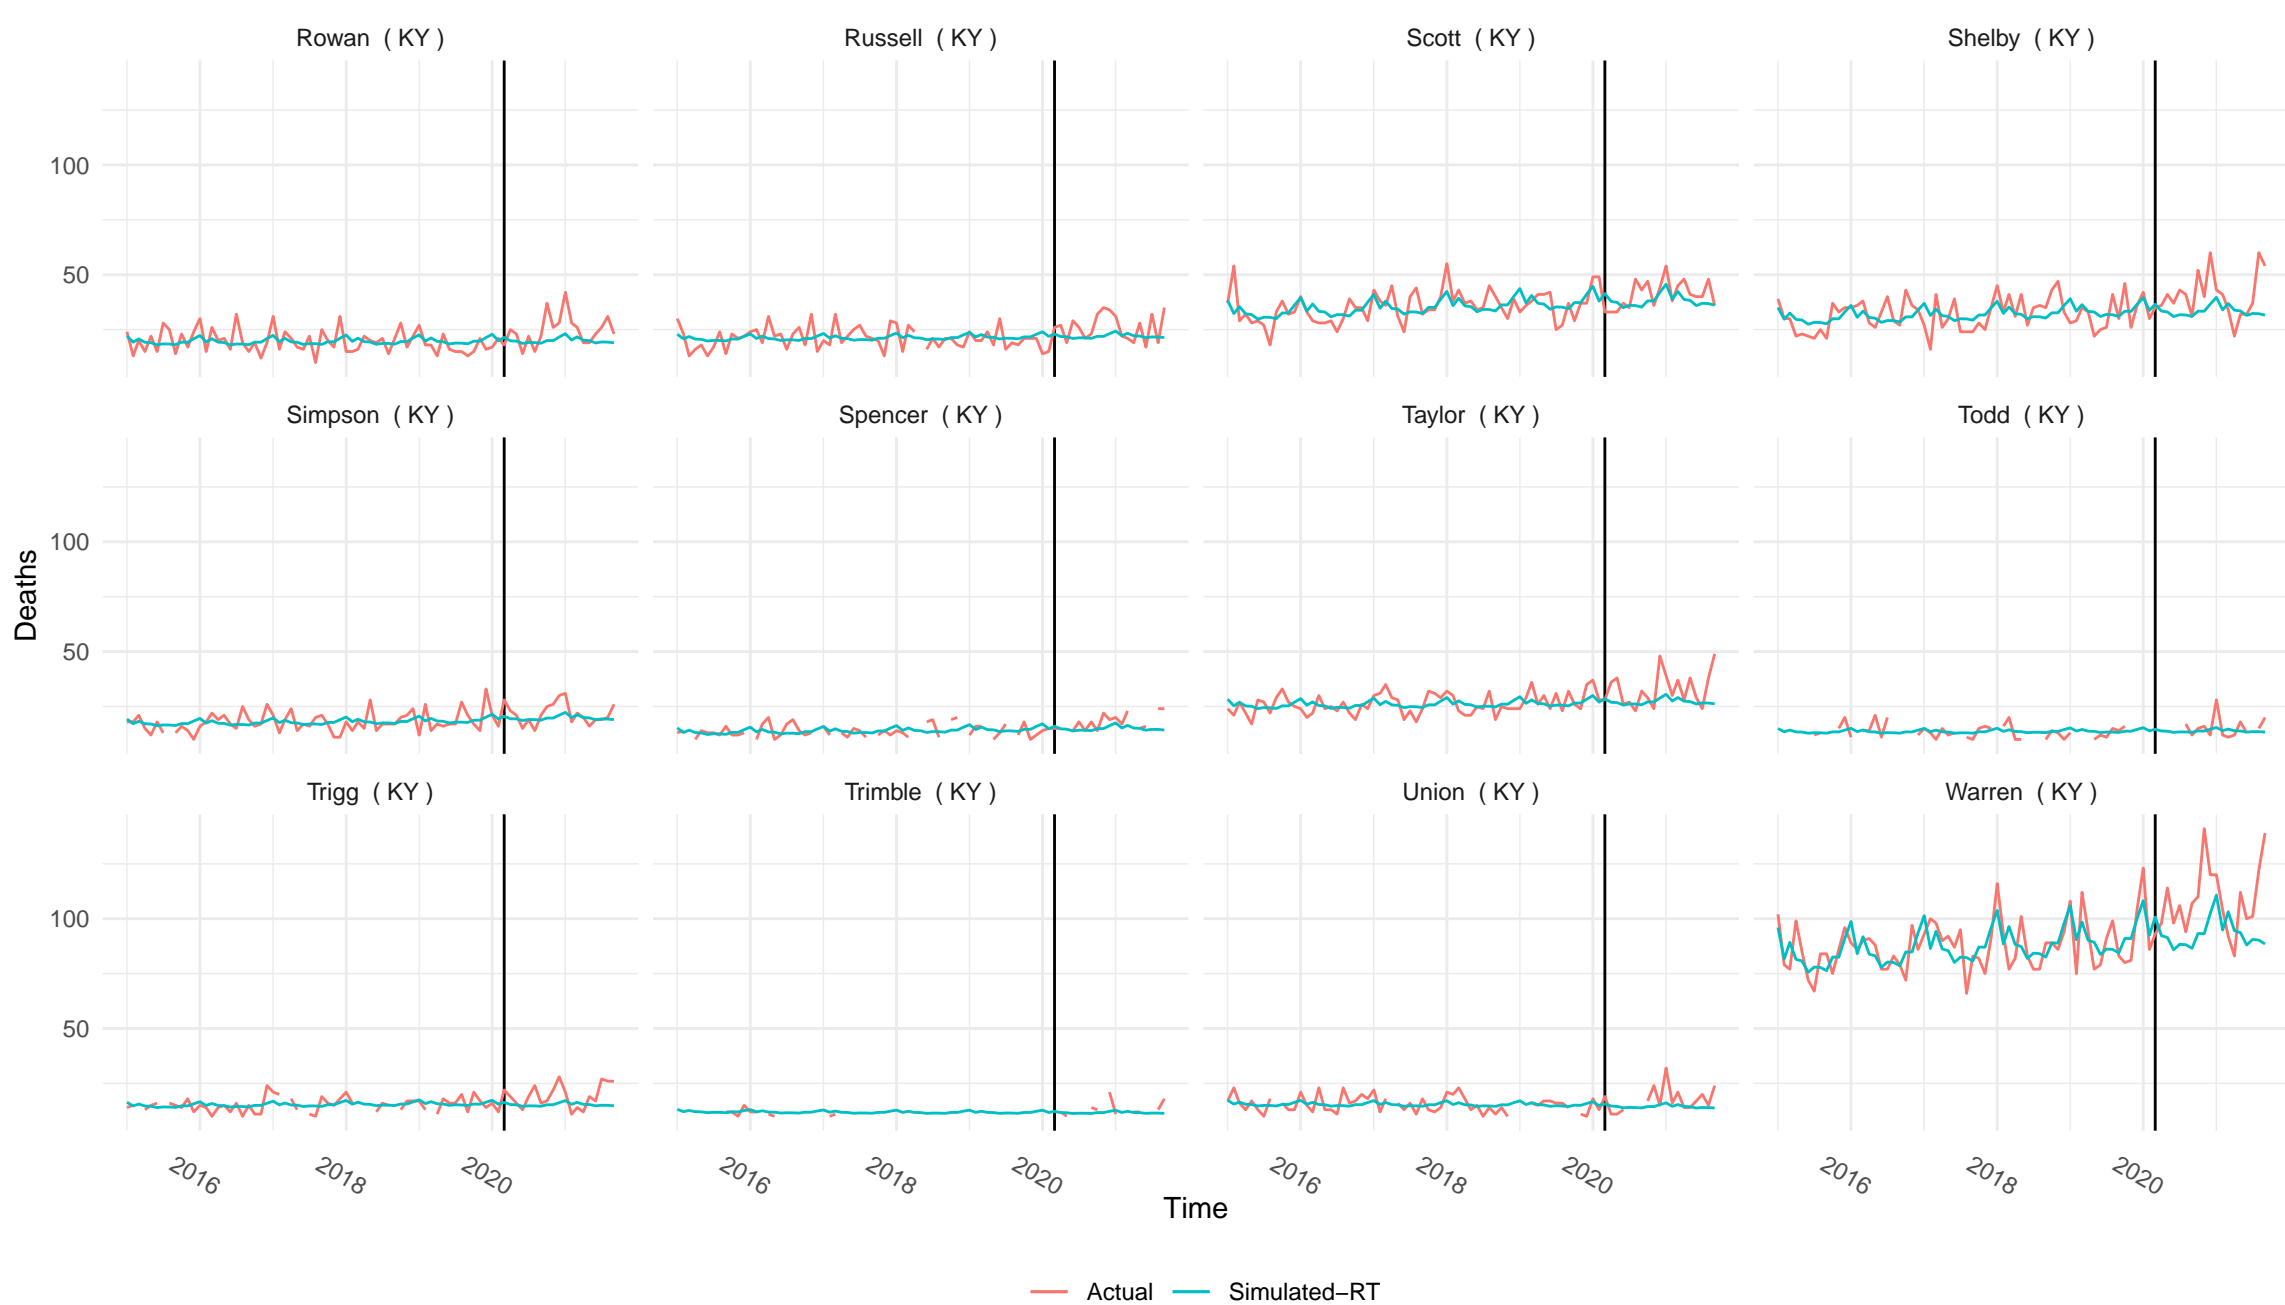 Rowan ( KY )
Russell ( KY )
Scott ( KY )
Shelby ( KY )
100
50
Simpson ( KY )
Spencer ( KY )
Taylor ( KY )
Todd ( KY )
100
50
Deaths
Trigg ( KY )
Trimble ( KY )
Union ( KY )
Warren ( KY )
100
50
2016 2018 2020
2016 2018 2020
2016 2018 2020
2016 2018 2020
Time
Actual Simulated−RT